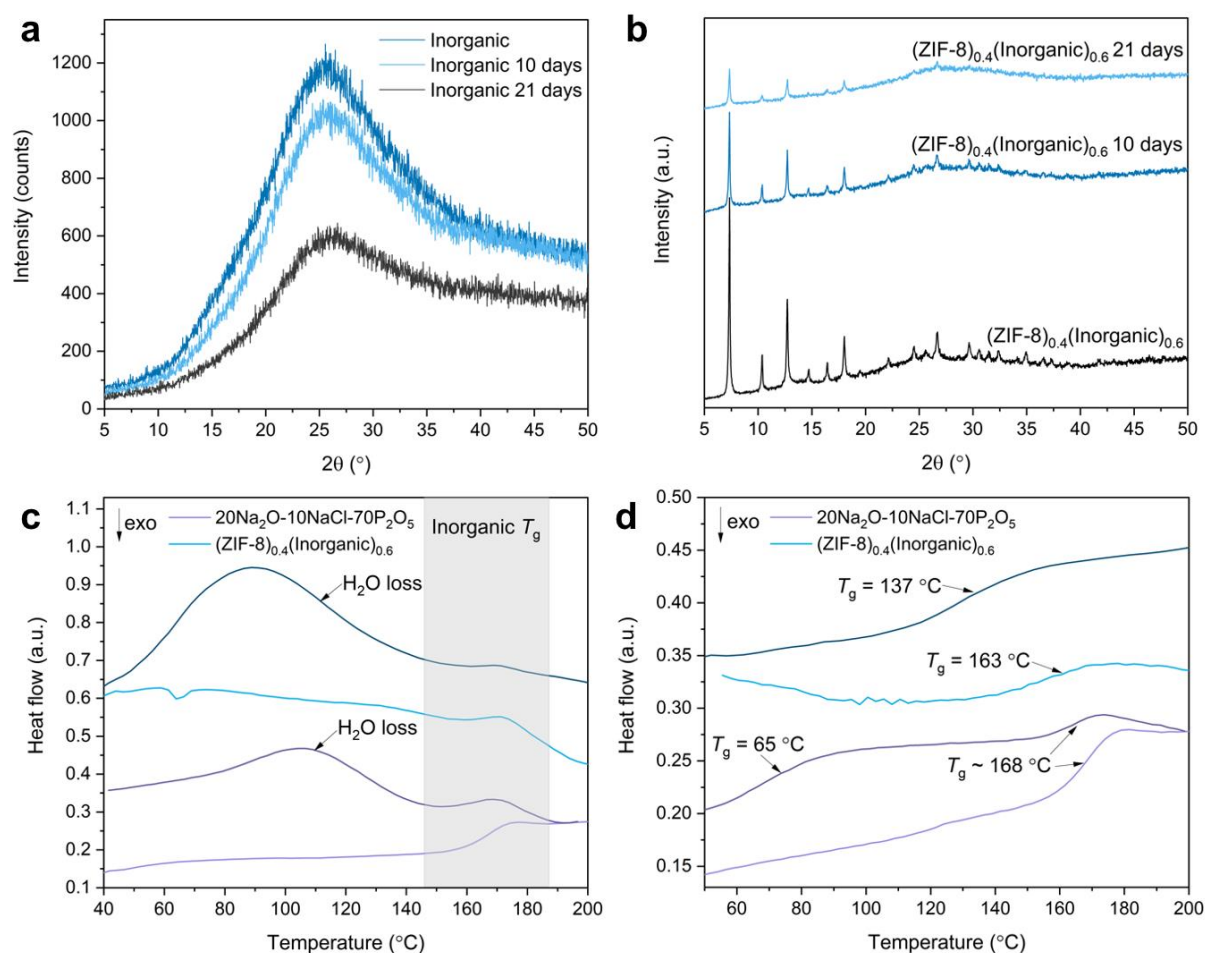 a
Inorganic
Inorganic 10 days
Inorganic 21 days
1200
1000
800
600
400
200
0
Intensity (counts)
5 10 15 20 25 30 35 40 45 50
2θ (°)
b
(ZIF-8)0.4(Inorganic)0.6 21 days
(ZIF-8)0.4(Inorganic)0.6 10 days
(ZIF-8)0.4(Inorganic)0.6
Intensity (a.u.)
5 10 15 20 25 30 35 40 45 50
2θ (°)
c
exo
20Na2O-10NaCl-70P2O5
(ZIF-8)0.4(Inorganic)0.6
Inorganic Tg
H2O loss
H2O loss
1.1
1.0
0.9
0.8
0.7
0.6
0.5
0.4
0.3
0.2
0.1
Heat flow (a.u.)
40 60 80 100 120 140 160 180 200
Temperature (°C)
d
exo
20Na2O-10NaCl-70P2O5
(ZIF-8)0.4(Inorganic)0.6
Tg = 137 °C
Tg = 163 °C
Tg = 65 °C
Tg ~ 168 °C
0.50
0.45
0.40
0.35
0.30
0.25
0.20
0.15
Heat flow (a.u.)
60 80 100 120 140 160 180 200
Temperature (°C)